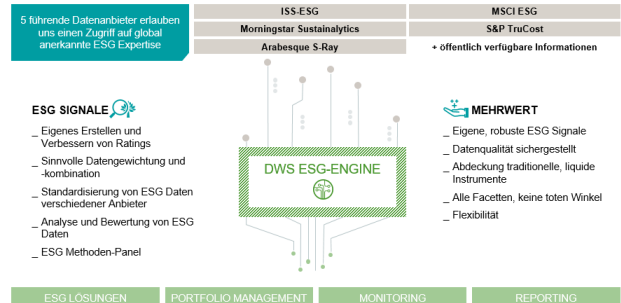 5 führende Datenanbieter erlauben
uns einen Zugriff auf global
anerkannte ESG Expertise
ISS-ESG
MSCI ESG
Morningstar Sustainalytics
S&P TruCost
Arabesque S-Ray
+ öffentlich verfügbare Informationen
ESG SIGNALE
_ Eigenes Erstellen und
Verbessern von Ratings
_ Sinnvolle Datengewichtung und
-kombination
_ Standardisierung von ESG Daten
verschiedener Anbieter
_ Analyse und Bewertung von ESG
Daten
_ ESG Methoden-Panel
DWS ESG-ENGINE
MEHRWERT
_ Eigene, robuste ESG Signale
_ Datenqualität sichergestellt
_ Abdeckung traditionelle, liquide
Instrumente
_ Alle Facetten, keine toten Winkel
_ Flexibilität
ESG LÖSUNGEN
PORTFOLIO MANAGEMENT
MONITORING
REPORTING